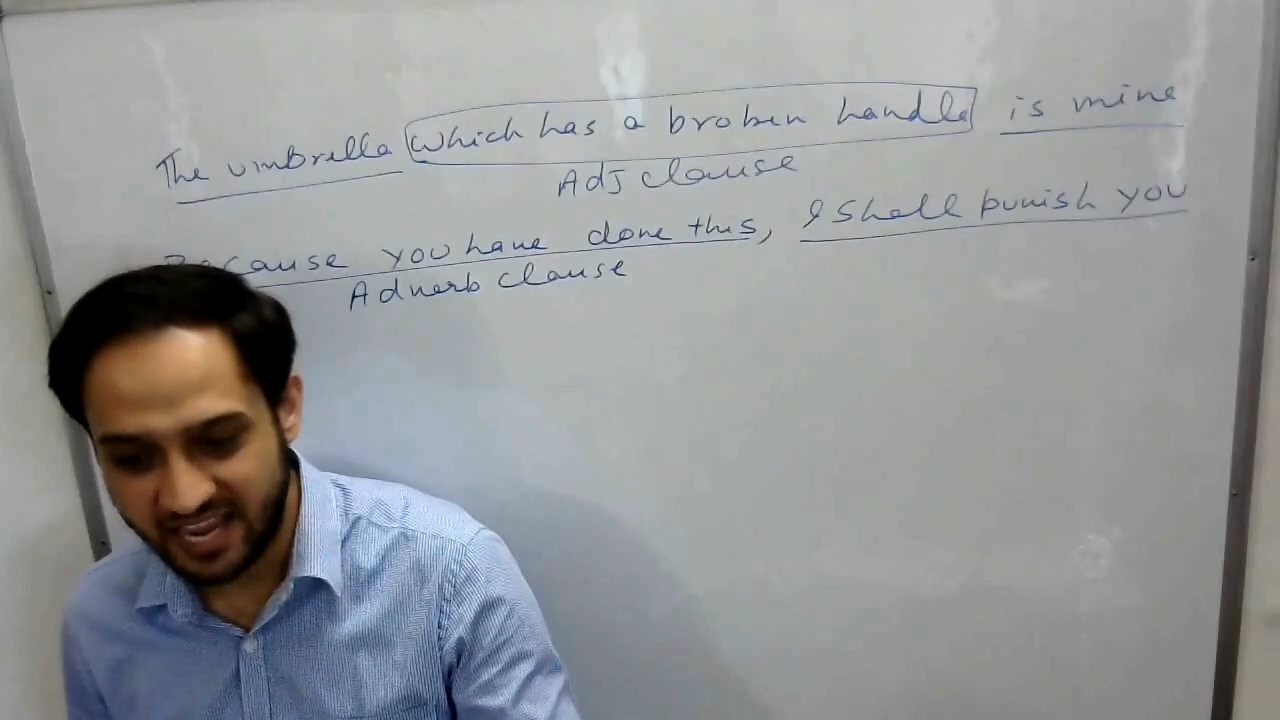 The umbrella which has a broken handle is mine
Adj clause
Because you have done this, I shall punish you
Adverb clause